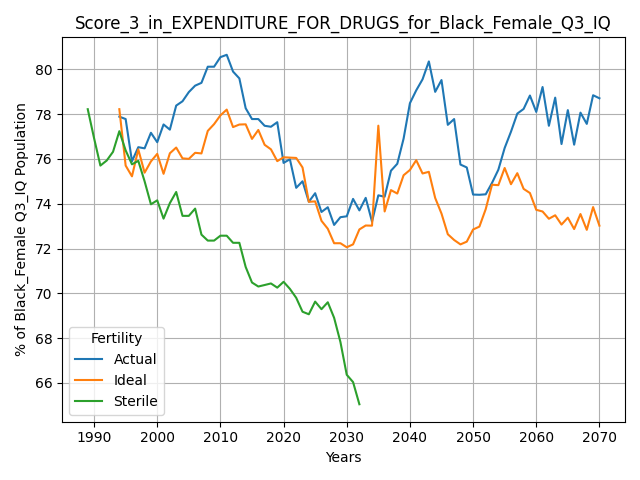 Score_3_in_EXPENDITURE_FOR_DRUGS_for_Black_Female_Q3_IQ
% of Black_Female Q3_IQ Population
80
78
76
74
72
70
68
66
Fertility
Actual
Ideal
Sterile
1990 2000 2010 2020 2030 2040 2050 2060 2070
Years